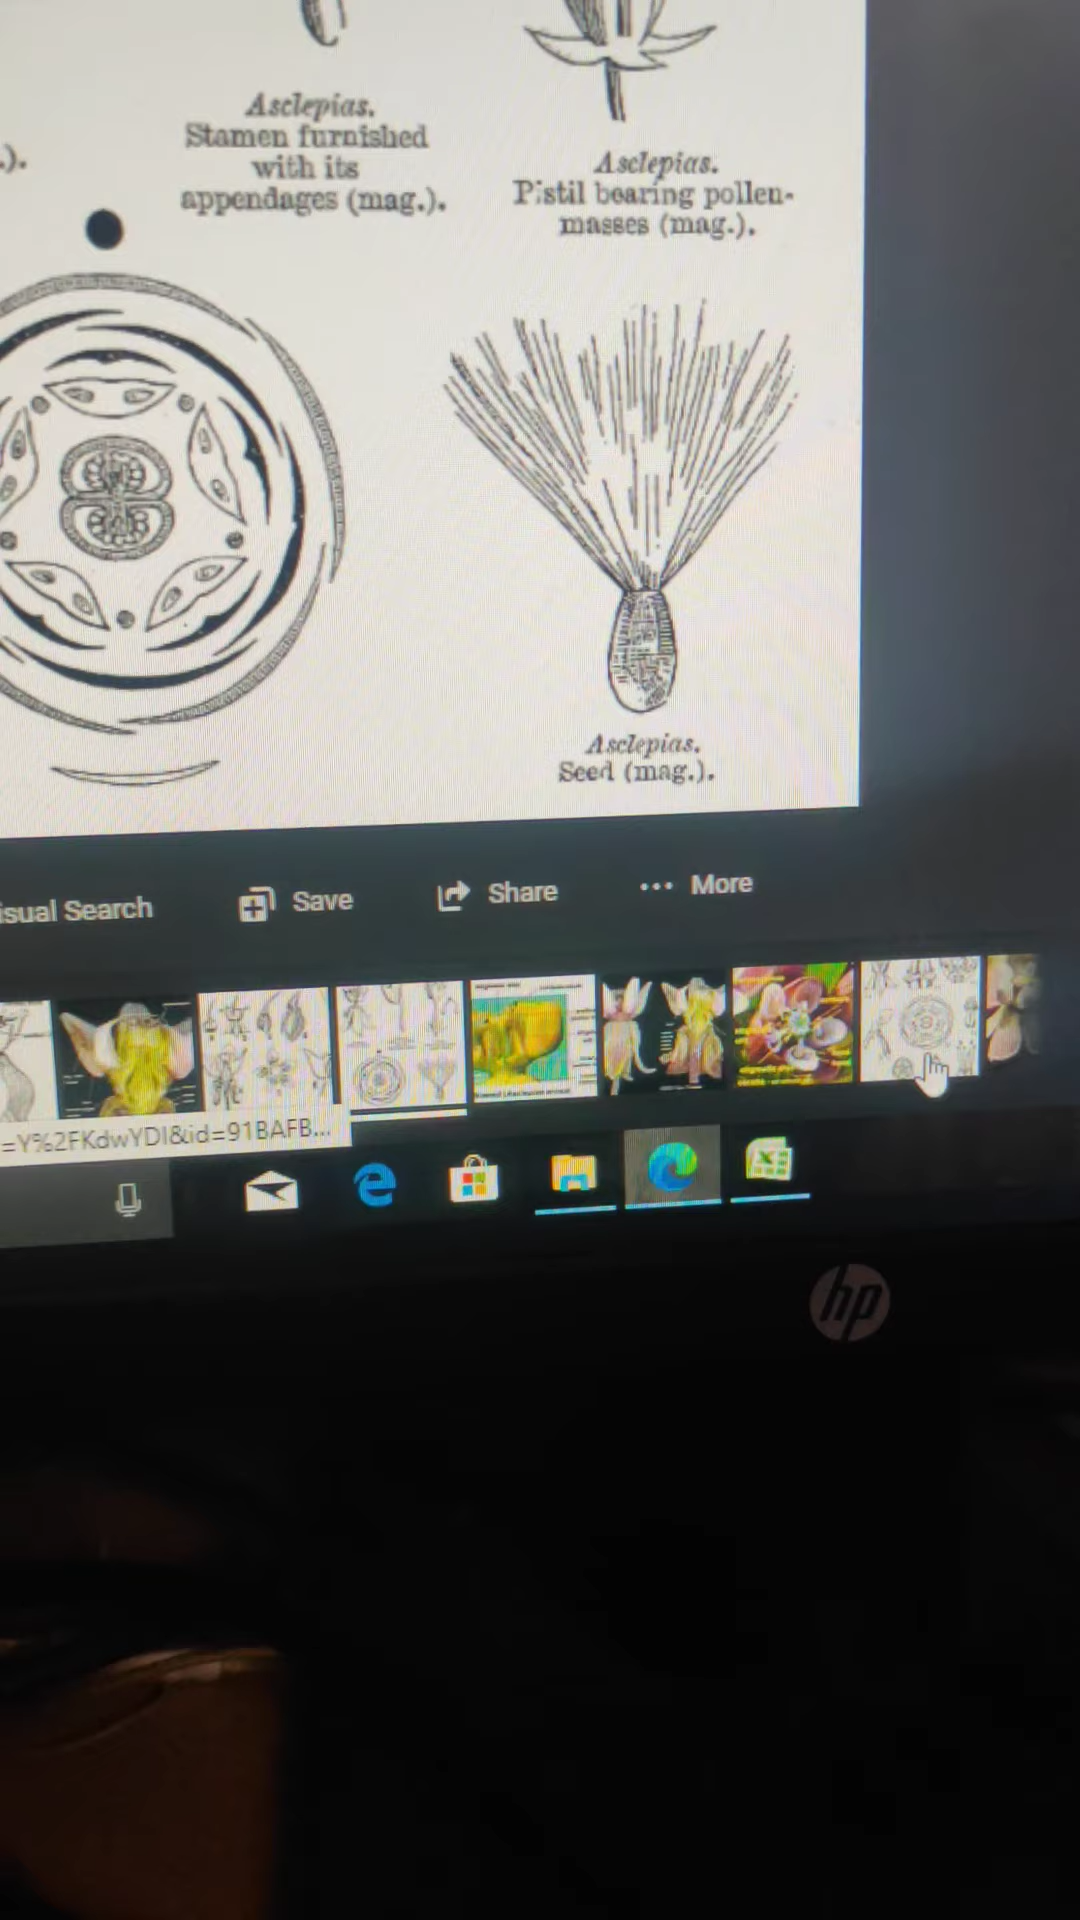 Asclepias.
Stamen furnished
with its
appendages (mag.).
.).
Asclepias.
Pistil bearing pollen-
masses (mag.).
Asclepias.
Seed (mag.).
isual Search
Save
Share
More
=Y%2FKdwYDI&id=91BAFB...
hp